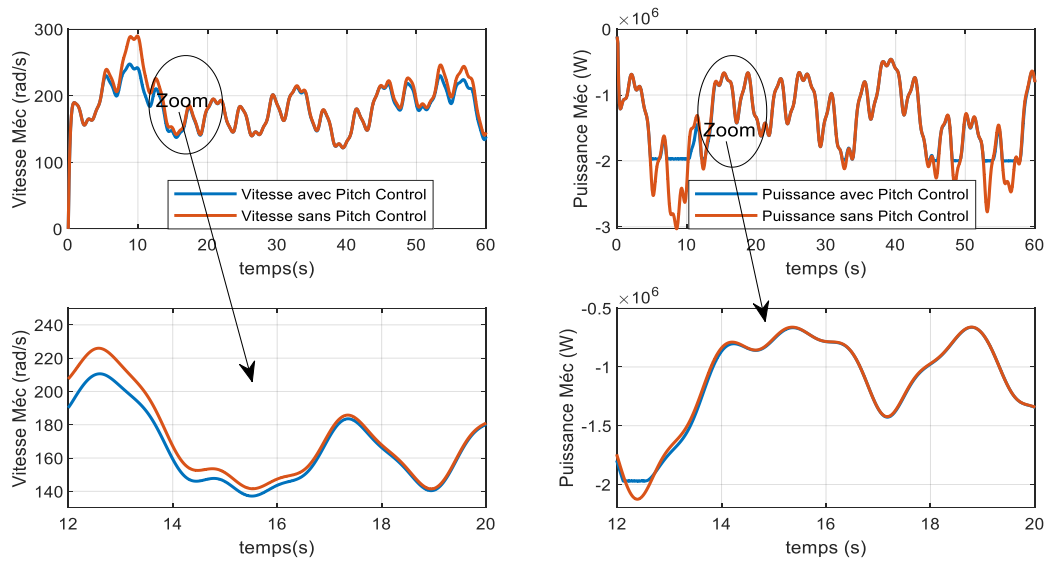 Vitesse Méc (rad/s)
300
200
100
0
Zoom
Vitesse avec Pitch Control
Vitesse sans Pitch Control
0 10 20 30 40 50 60
temps(s)
×10⁶
Puissance Méc (W)
0
-1
-2
-3
Zoom
Puissance avec Pitch Control
Puissance sans Pitch Control
0 10 20 30 40 50 60
temps (s)
Vitesse Méc (rad/s)
240
220
200
180
160
140
12 14 16 18 20
temps(s)
×10⁶
Puissance Méc (W)
-0.5
-1
-1.5
-2
12 14 16 18 20
temps (s)